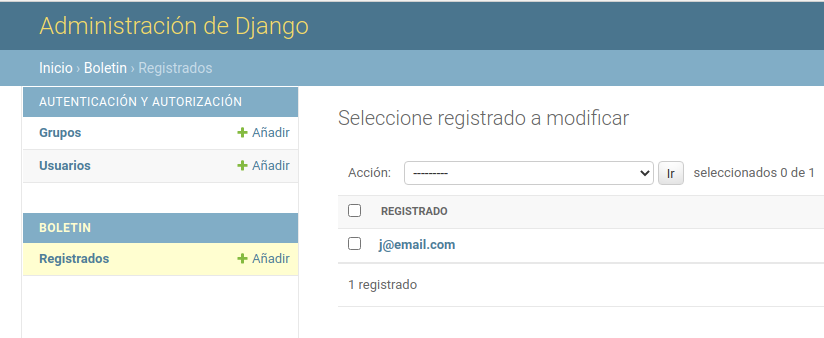 Administración de Django
Inicio › Boletin › Registrados
AUTENTICACIÓN Y AUTORIZACIÓN
Grupos + Añadir
Usuarios + Añadir
BOLETIN
Registrados + Añadir
Seleccione registrado a modificar
Acción: --------- Ir seleccionados 0 de 1
REGISTRADO
j@email.com
1 registrado